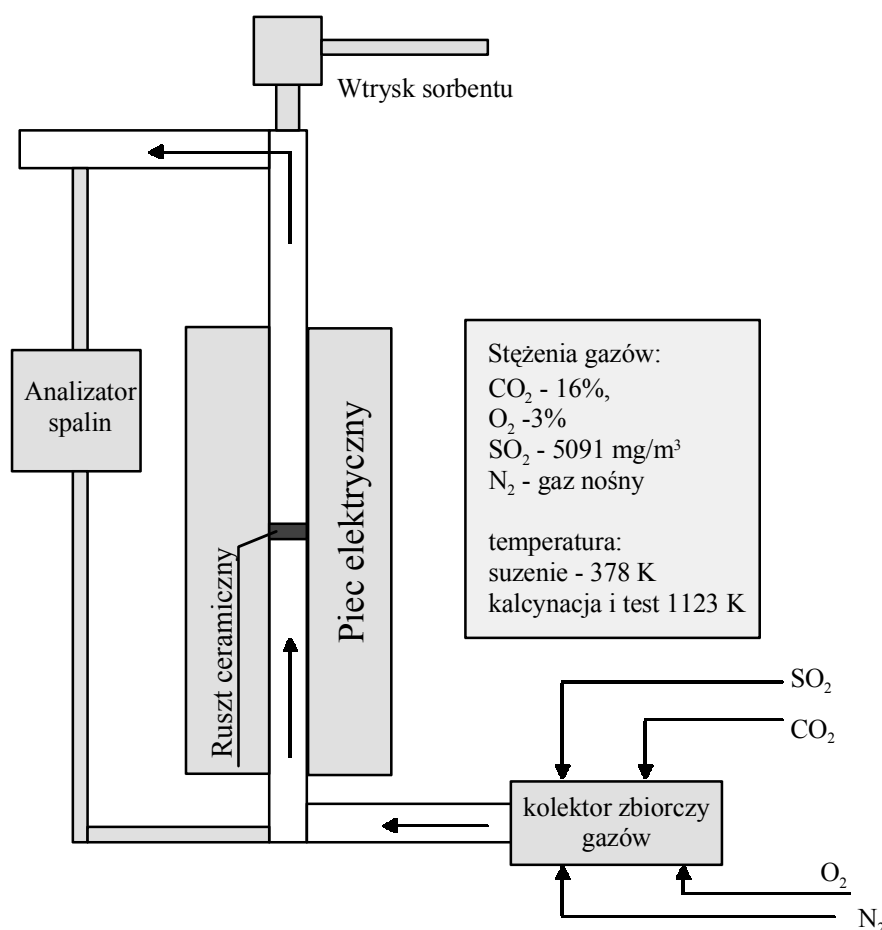 Wtrysk sorbentu
Analizator
spalin
Ruszt ceramiczny
Piec elektryczny
Stężenia gazów:
CO₂ - 16%,
O₂ -3%
SO₂ - 5091 mg/m³
N₂ - gaz nośny
temperatura:
suzenie - 378 K
kalcynacja i test 1123 K
SO₂
CO₂
kolektor zbiorczy
gazów
O₂
N₂